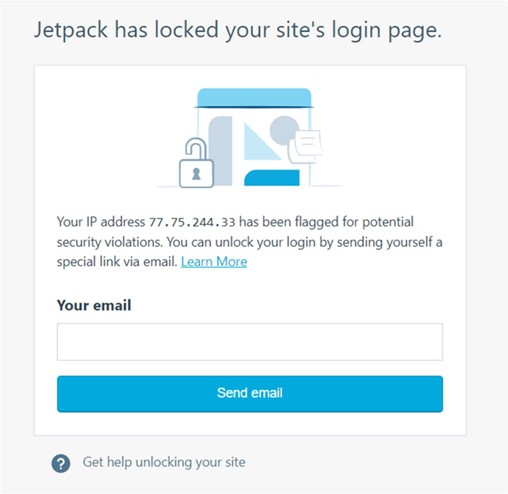 Jetpack has locked your site's login page.
Your IP address 77.75.244.33 has been flagged for potential
security violations. You can unlock your login by sending yourself a
special link via email. Learn More
Your email
Send email
? Get help unlocking your site